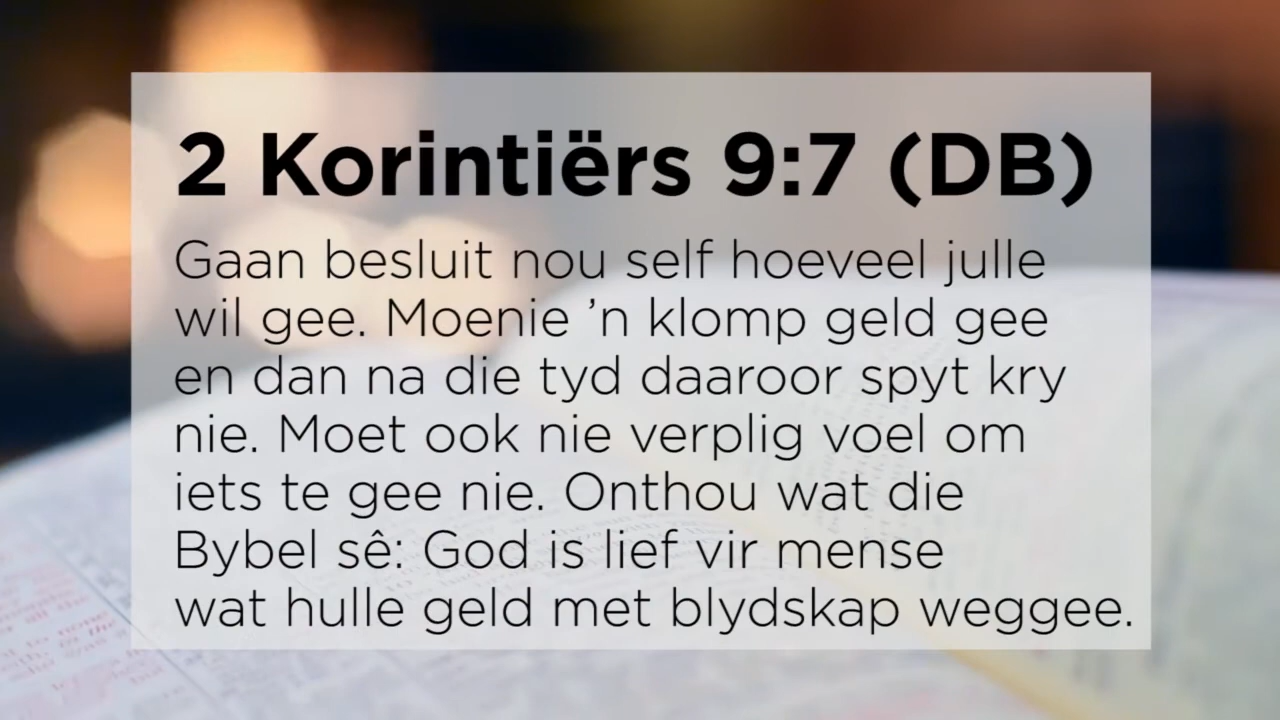 2 Korintiërs 9:7 (DB)
Gaan besluit nou self hoeveel julle
wil gee. Moenie ’n klomp geld gee
en dan na die tyd daaroor spyt kry
nie. Moet ook nie verplig voel om
iets te gee nie. Onthou wat die
Bybel sê: God is lief vir mense
wat hulle geld met blydskap weggee.